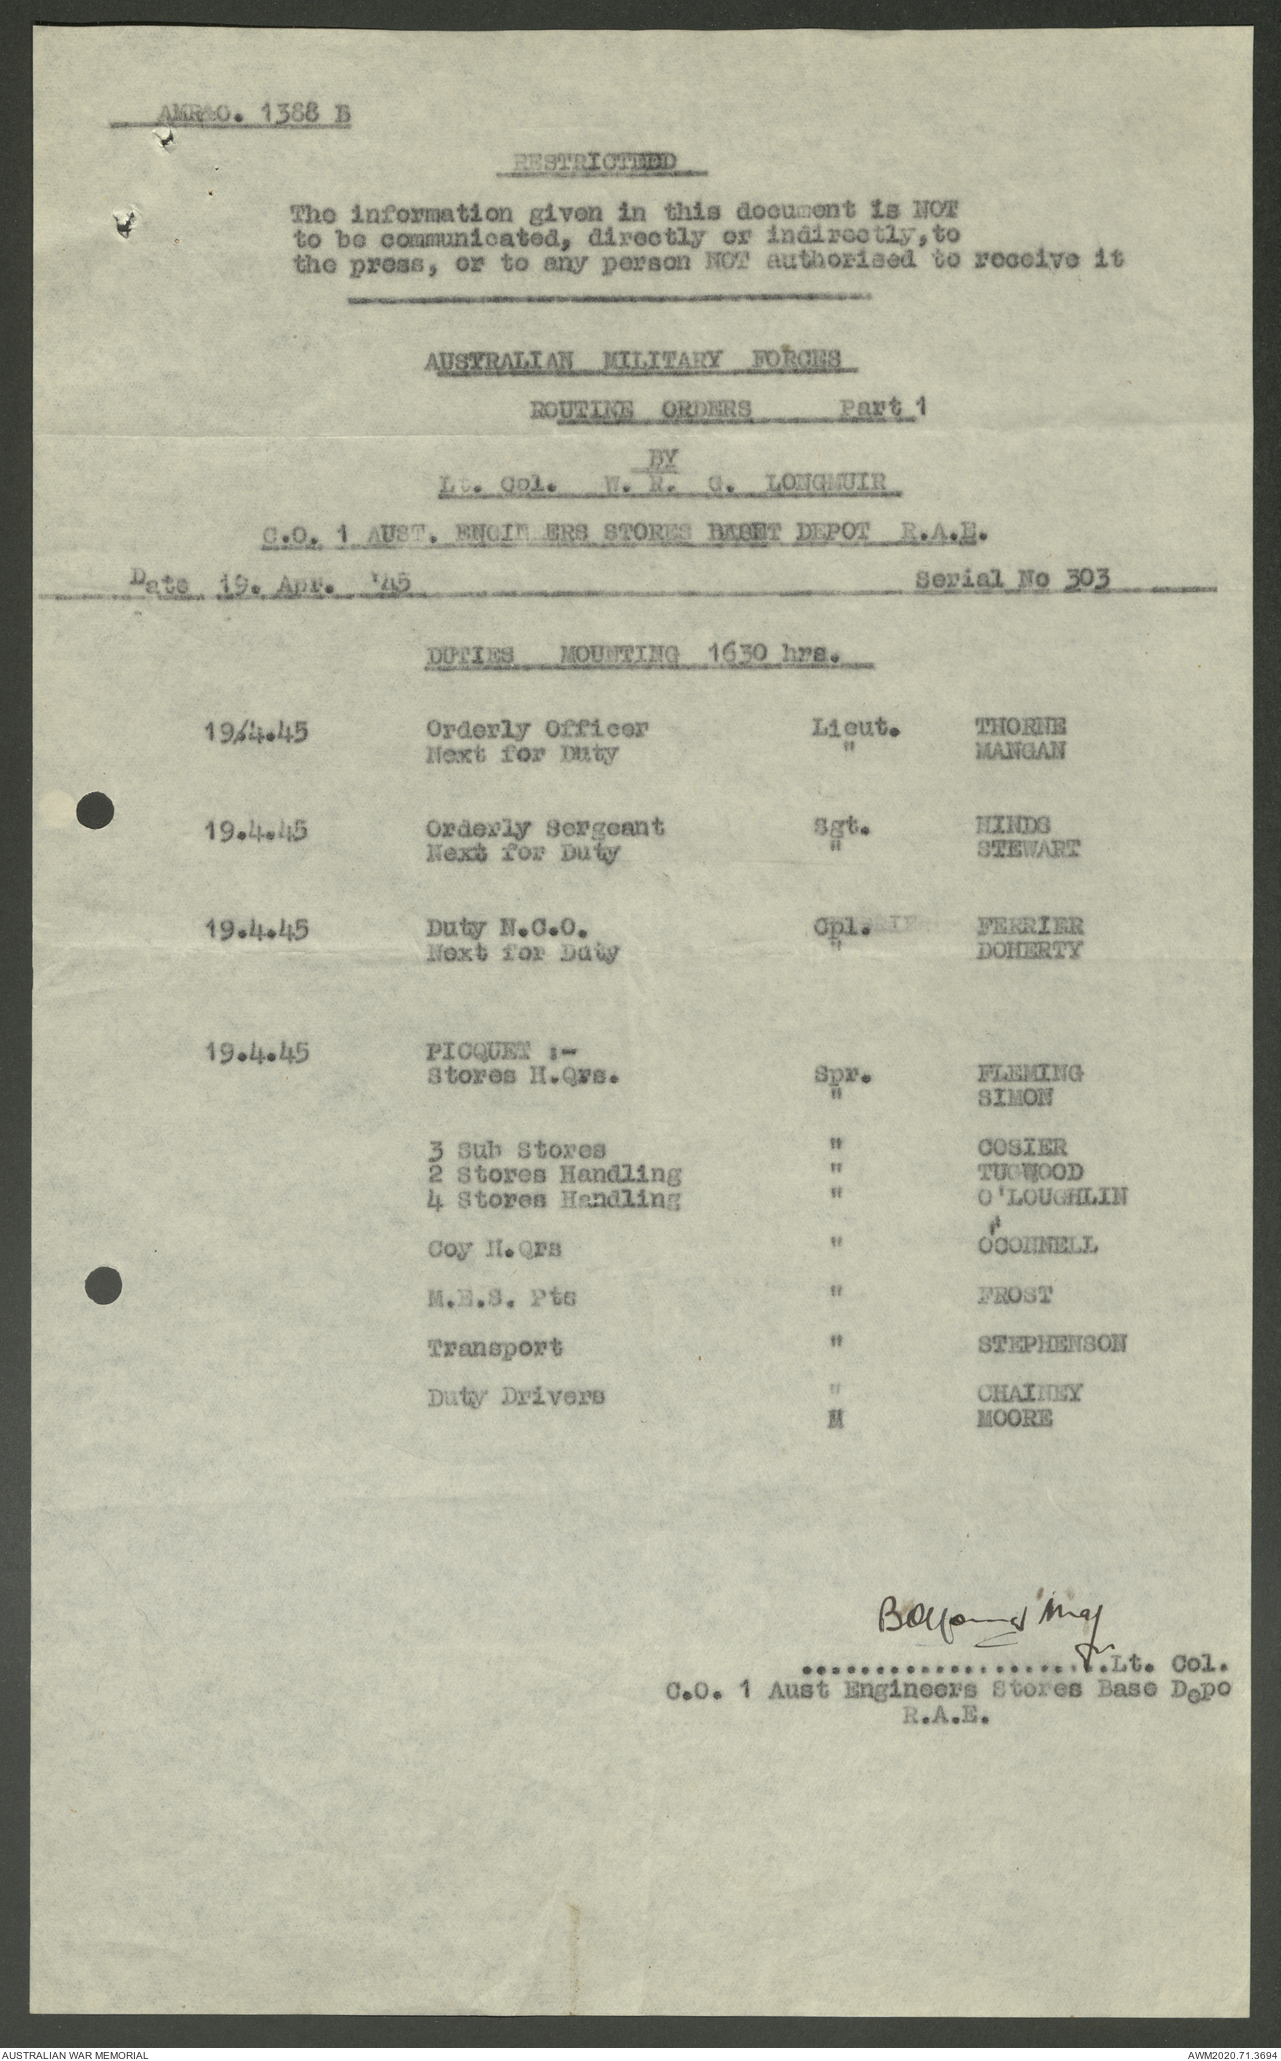 AMR&O. 1388 B
RESTRICTEDD
The information given in this document is NOT
to be communicated, directly or indirectly,to
the press, or to any person NOT authorised to receive it
AUSTRALIAN MILITARY FORCES
ROUTINE ORDERS Part 1
BY
Lt. Col. W. R. G. LONGMUIR
C.O. 1 AUST. ENGINEERS STORES BASE DEPOT R.A.E.
Date 19. Apr. '45 Serial No 303
DUTIES MOUNTING 1630 hrs.
19/4.45 Orderly Officer Lieut. THORNE
Next for Duty " MANGAN
19.4.45 Orderly Sergeant Sgt. HINDS
Next for Duty " STEWART
19.4.45 Duty N.C.O. Cpl. FERRIER
Next for Duty " DOHERTY
19.4.45 PICQUET :-
Stores H.Qrs. Spr. FLEMING
" SIMON
3 Sub Stores " COSIER
2 Stores Handling " TUGWOOD
4 Stores Handling " O'LOUGHLIN
Coy H.Qrs " O'CONNELL
M.E.S. Pts " FROST
Transport " STEPHENSON
Duty Drivers " CHAINEY
" MOORE
Maj
....................Lt. Col.
C.O. 1 Aust Engineers Stores Base Depo
R.A.E.
AUSTRALIAN WAR MEMORIAL AWM2020.71.3694